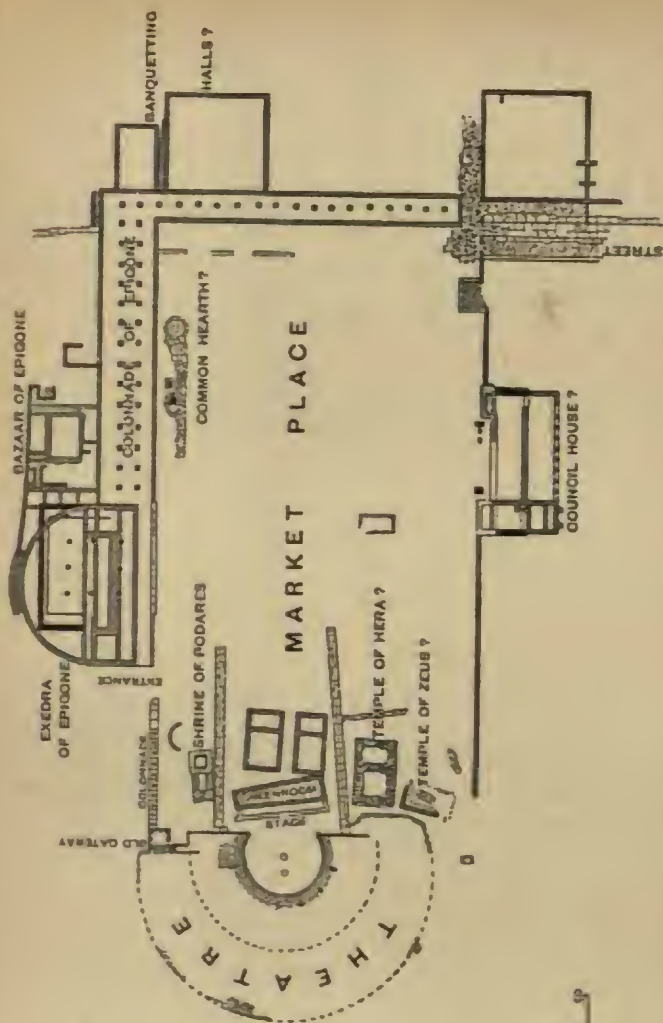 BANQUETTING
HALLS?
BAZAAR OF EPIGONE
COLONNADE OF EPIGONE
COMMON HEARTH?
EXEDRA
OF EPIGONE
ENTRANCE
MARKET PLACE
STREET
COUNCIL HOUSE?
COLONNADE
SHRINE OF PODARES
OLD GATEWAY
STAGE
TEMPLE OF HERA?
TEMPLE OF ZEUS?
THEATRE